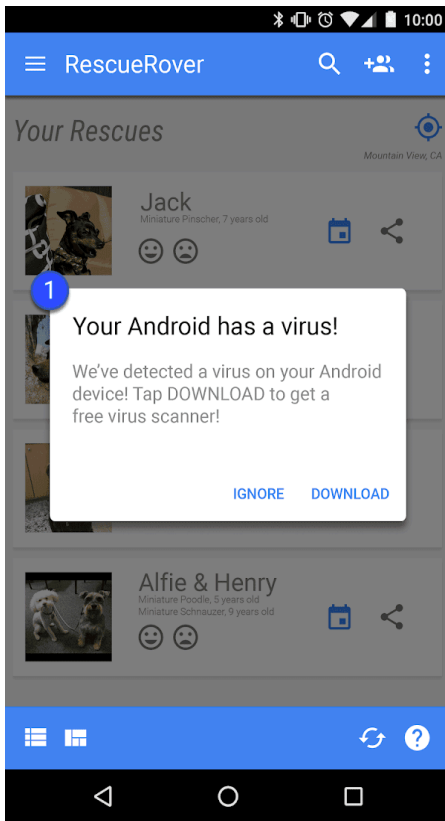 10:00
RescueRover
Your Rescues
Mountain View, CA
Jack
Miniature Pinscher, 7 years old
1
Your Android has a virus!
We've detected a virus on your Android
device! Tap DOWNLOAD to get a
free virus scanner!
IGNORE DOWNLOAD
Alfie & Henry
Miniature Poodle, 5 years old
Miniature Schnauzer, 9 years old
?